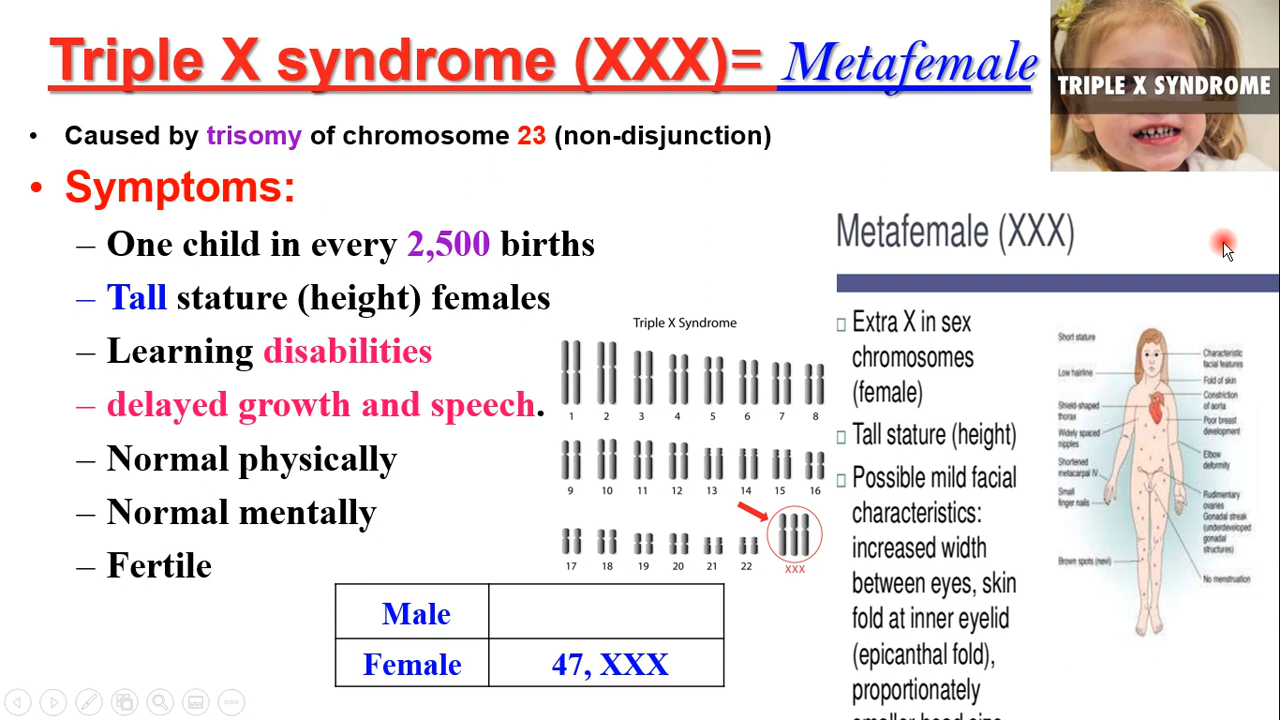 Triple X syndrome (XXX)= Metafemale
TRIPLE X SYNDROME
• Caused by trisomy of chromosome 23 (non-disjunction)
• Symptoms:
– One child in every 2,500 births
– Tall stature (height) females
– Learning disabilities
– delayed growth and speech.
– Normal physically
– Normal mentally
– Fertile
Triple X Syndrome
1 2 3 4 5 6 7 8
9 10 11 12 13 14 15 16
17 18 19 20 21 22 XXX
Male
Female 47, XXX
Metafemale (XXX)
Extra X in sex
chromosomes
(female)
Tall stature (height)
Possible mild facial
characteristics:
increased width
between eyes, skin
fold at inner eyelid
(epicanthal fold),
proportionately
smaller head size
Short stature
Low hairline
Shield-shaped
thorax
Widely spaced
nipples
Shortened
metacarpal IV
Small
finger nails
Brown spots (nevi)
Characteristic
facial features
Fold of skin
Constriction
of aorta
Poor breast
development
Elbow
deformity
Rudimentary
ovaries
Gonadal streak
(underdeveloped
gonadal
structures)
No menstruation